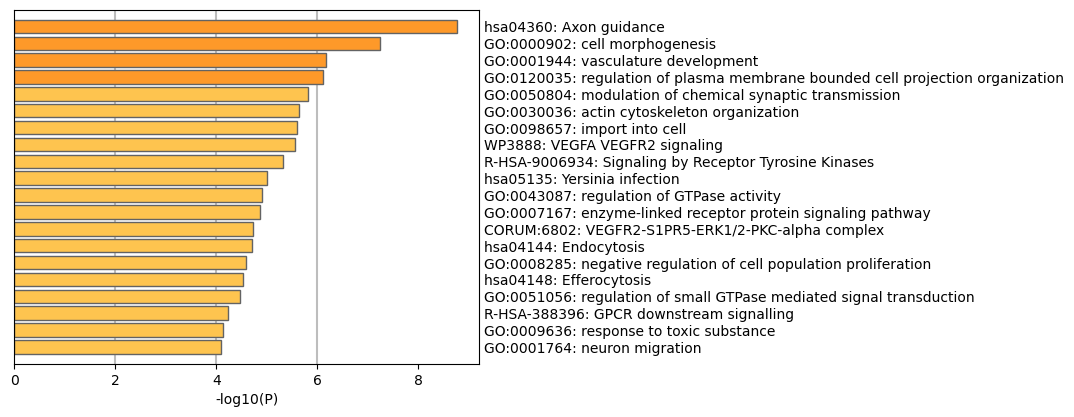 hsa04360: Axon guidance
GO:0000902: cell morphogenesis
GO:0001944: vasculature development
GO:0120035: regulation of plasma membrane bounded cell projection organization
GO:0050804: modulation of chemical synaptic transmission
GO:0030036: actin cytoskeleton organization
GO:0098657: import into cell
WP3888: VEGFA VEGFR2 signaling
R-HSA-9006934: Signaling by Receptor Tyrosine Kinases
hsa05135: Yersinia infection
GO:0043087: regulation of GTPase activity
GO:0007167: enzyme-linked receptor protein signaling pathway
CORUM:6802: VEGFR2-S1PR5-ERK1/2-PKC-alpha complex
hsa04144: Endocytosis
GO:0008285: negative regulation of cell population proliferation
hsa04148: Efferocytosis
GO:0051056: regulation of small GTPase mediated signal transduction
R-HSA-388396: GPCR downstream signalling
GO:0009636: response to toxic substance
GO:0001764: neuron migration
0 2 4 6 8
-log10(P)